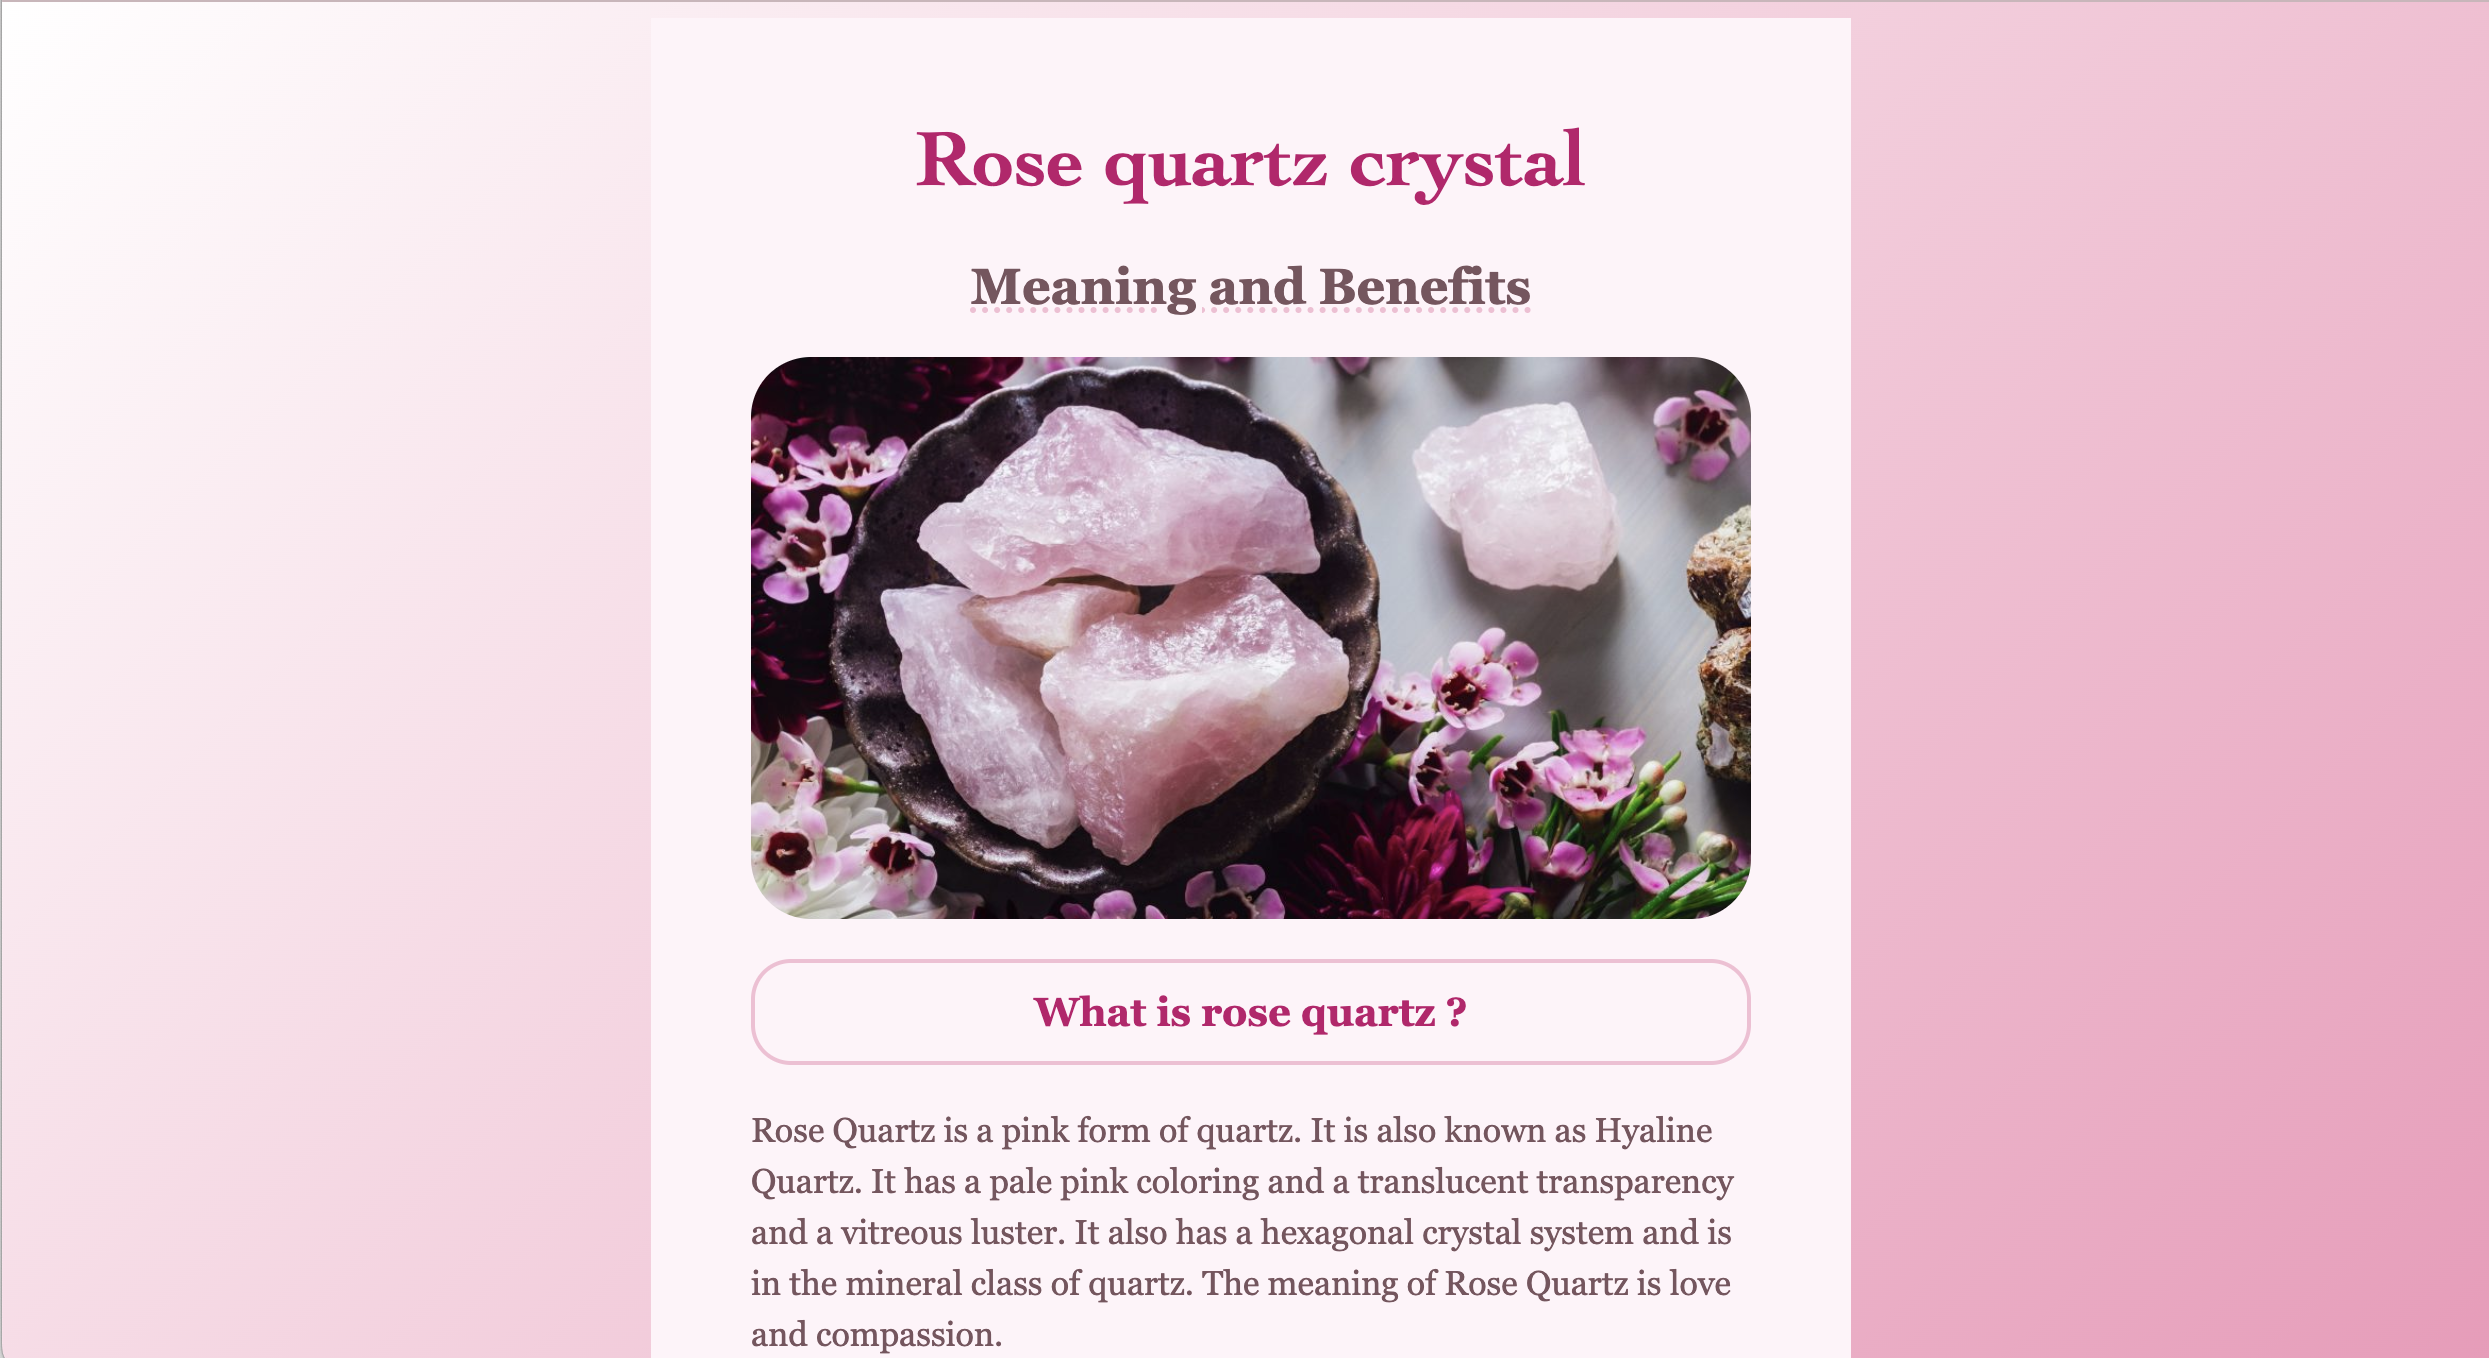 Rose quartz crystal
Meaning and Benefits
What is rose quartz ?
Rose Quartz is a pink form of quartz. It is also known as Hyaline
Quartz. It has a pale pink coloring and a translucent transparency
and a vitreous luster. It also has a hexagonal crystal system and is
in the mineral class of quartz. The meaning of Rose Quartz is love
and compassion.